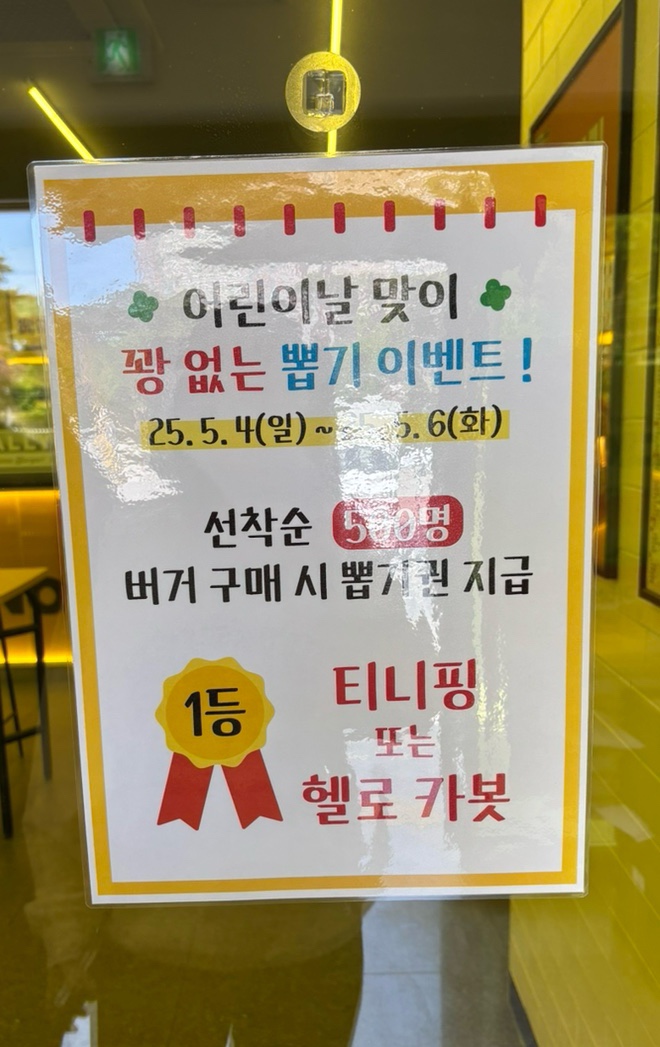 어린이날 맞이
꽝 없는 뽑기 이벤트!
25. 5. 4(일) ~ 5. 6(화)
선착순 500명
버거 구매 시 뽑기권 지급
1등
티니핑
또는
헬로 카봇